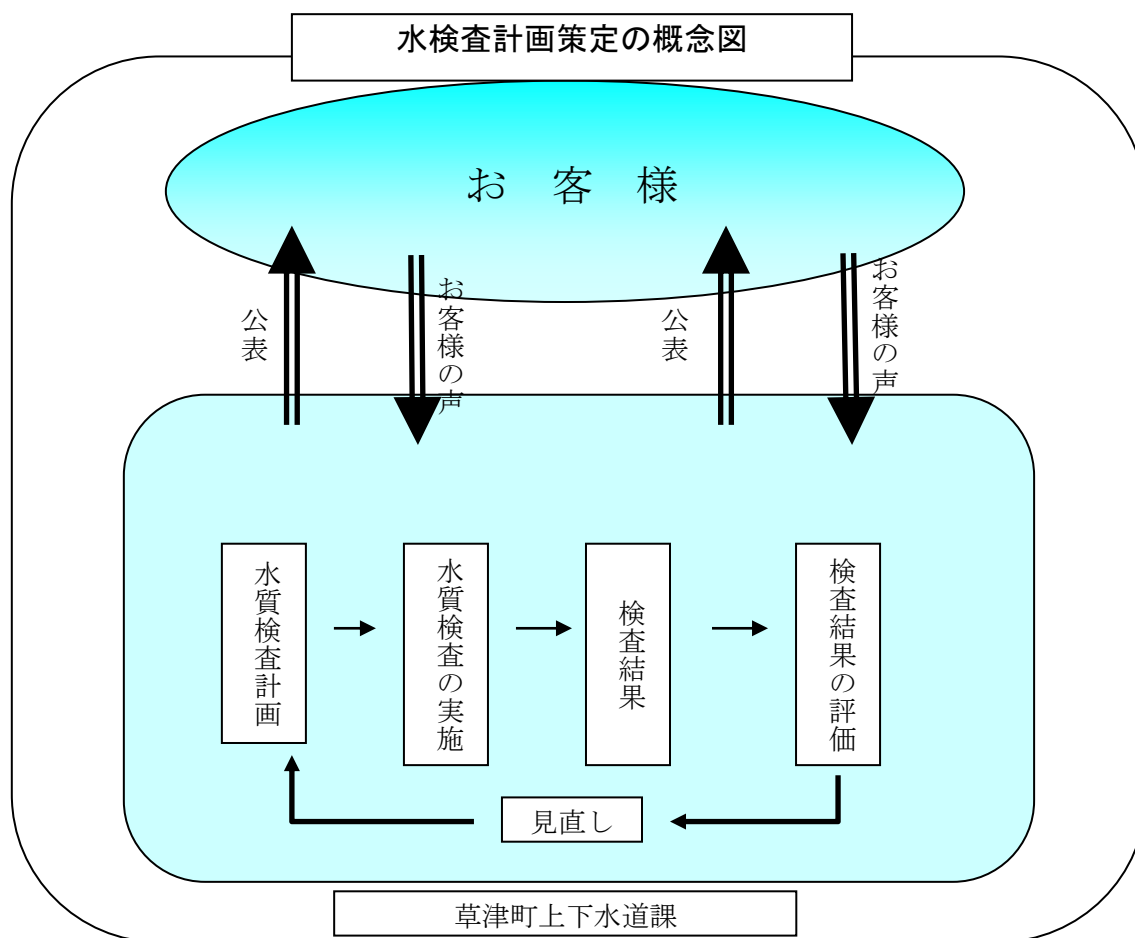 水検査計画策定の概念図
お 客 様
公表
お客様の声
公表
お客様の声
水質検査計画
水質検査の実施
検査結果
検査結果の評価
見直し
草津町上下水道課